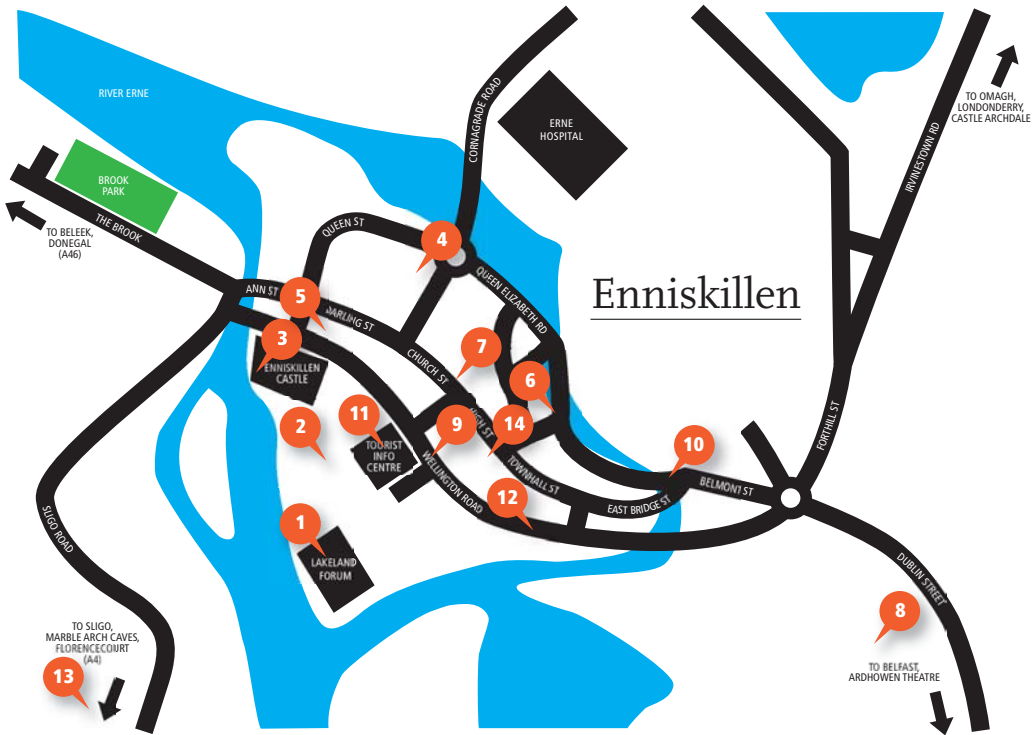 RIVER ERNE
CORNAGRADE ROAD
ERNE
HOSPITAL
TO OMAGH,
LONDONDERRY,
CASTLE ARCHDALE
IRVINESTOWN RD
BROOK
PARK
THE BROOK
TO BELEEK,
DONEGAL
(A46)
QUEEN ST
4
QUEEN ELIZABETH RD
Enniskillen
ANN ST
5
DARLING ST
3
ENNISKILLEN
CASTLE
CHURCH ST
7
6
HIGH ST
2
11
TOURIST
INFO
CENTRE
9
14
10
FORTHILL ST
WELLINGTON ROAD
TOWNHALL ST
12
EAST BRIDGE ST
BELMONT ST
1
LAKELAND
FORUM
SLIGO ROAD
DUBLIN STREET
8
TO SLIGO,
MARBLE ARCH CAVES,
FLORENCECOURT
(A4)
13
TO BELFAST,
ARDHOWEN THEATRE